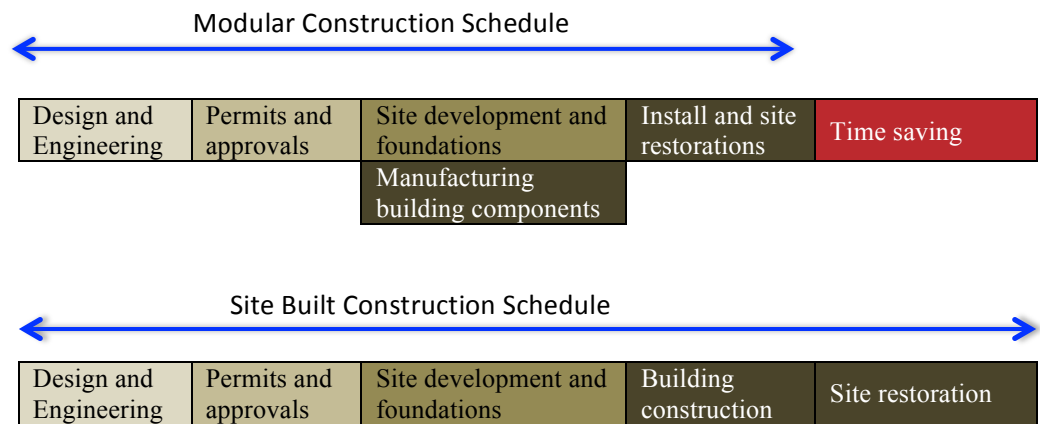 Modular Construction Schedule
Design and
Engineering
Permits and
approvals
Site development and
foundations
Install and site
restorations
Time saving
Manufacturing
building components
Site Built Construction Schedule
Design and
Engineering
Permits and
approvals
Site development and
foundations
Building
construction
Site restoration